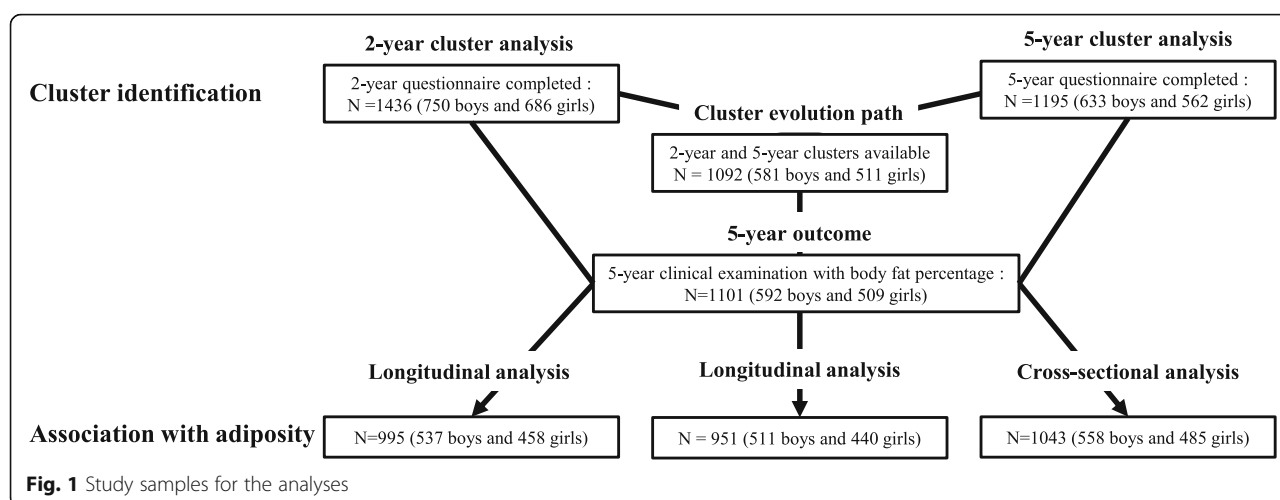 2-year cluster analysis
5-year cluster analysis
Cluster identification
2-year questionnaire completed :
N =1436 (750 boys and 686 girls)
5-year questionnaire completed :
N =1195 (633 boys and 562 girls)
Cluster evolution path
2-year and 5-year clusters available
N = 1092 (581 boys and 511 girls)
5-year outcome
5-year clinical examination with body fat percentage :
N=1101 (592 boys and 509 girls)
Longitudinal analysis
Longitudinal analysis
Cross-sectional analysis
Association with adiposity
N=995 (537 boys and 458 girls)
N = 951 (511 boys and 440 girls)
N=1043 (558 boys and 485 girls)
Fig. 1 Study samples for the analyses